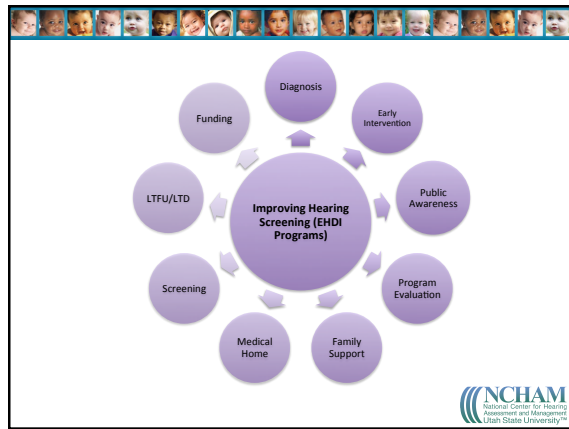 Diagnosis
Early
Intervention
Public
Awareness
Program
Evaluation
Family
Support
Medical
Home
Screening
LTFU/LTD
Funding
Improving Hearing
Screening (EHDI
Programs)
NCHAM
National Center for Hearing
Assessment and Management
Utah State University™